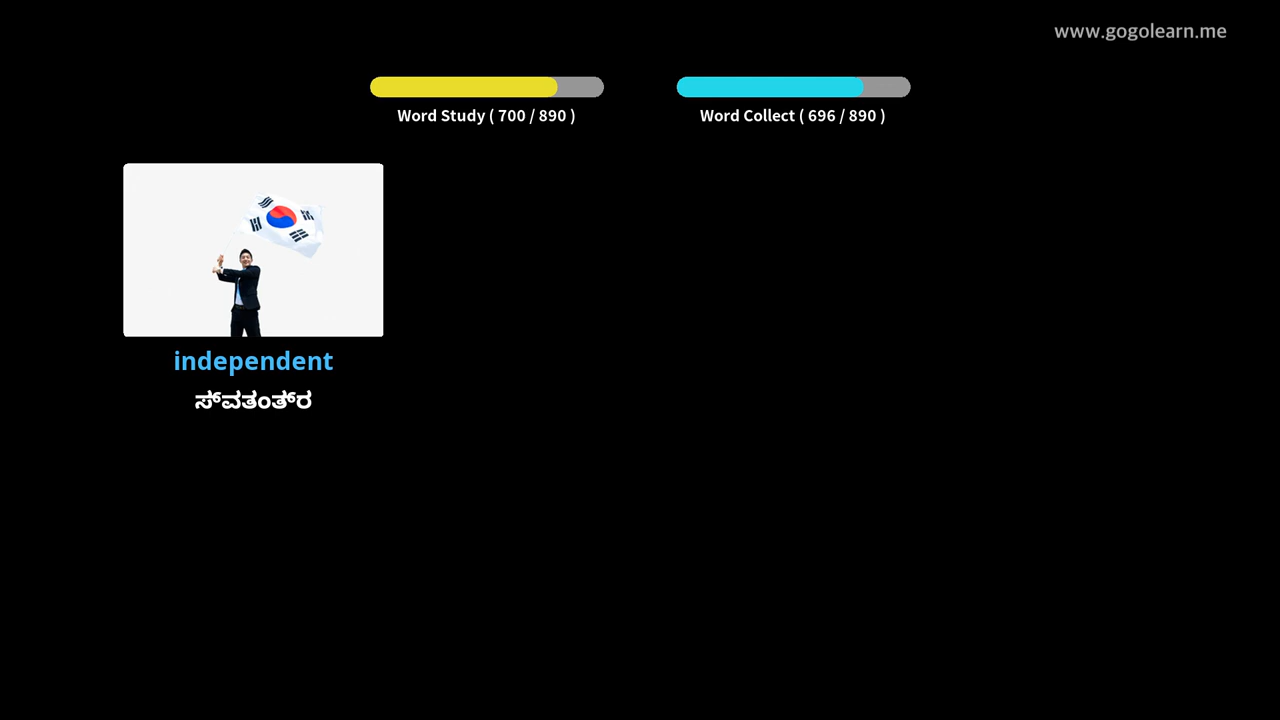 www.gogolearn.me
Word Study ( 700 / 890 )
Word Collect ( 696 / 890 )
independent
ಸ್‌ವತಂತ್‌ರ